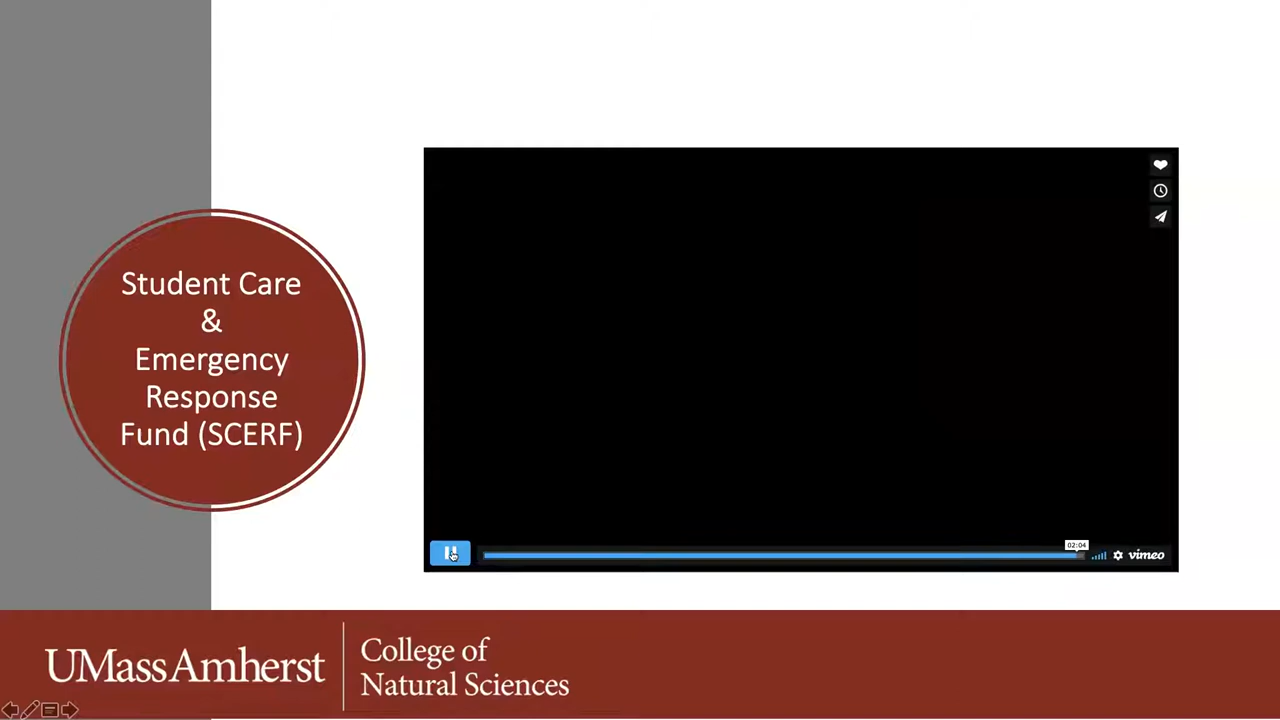 Student Care
&
Emergency
Response
Fund (SCERF)
02:04
vimeo
UMassAmherst
College of
Natural Sciences